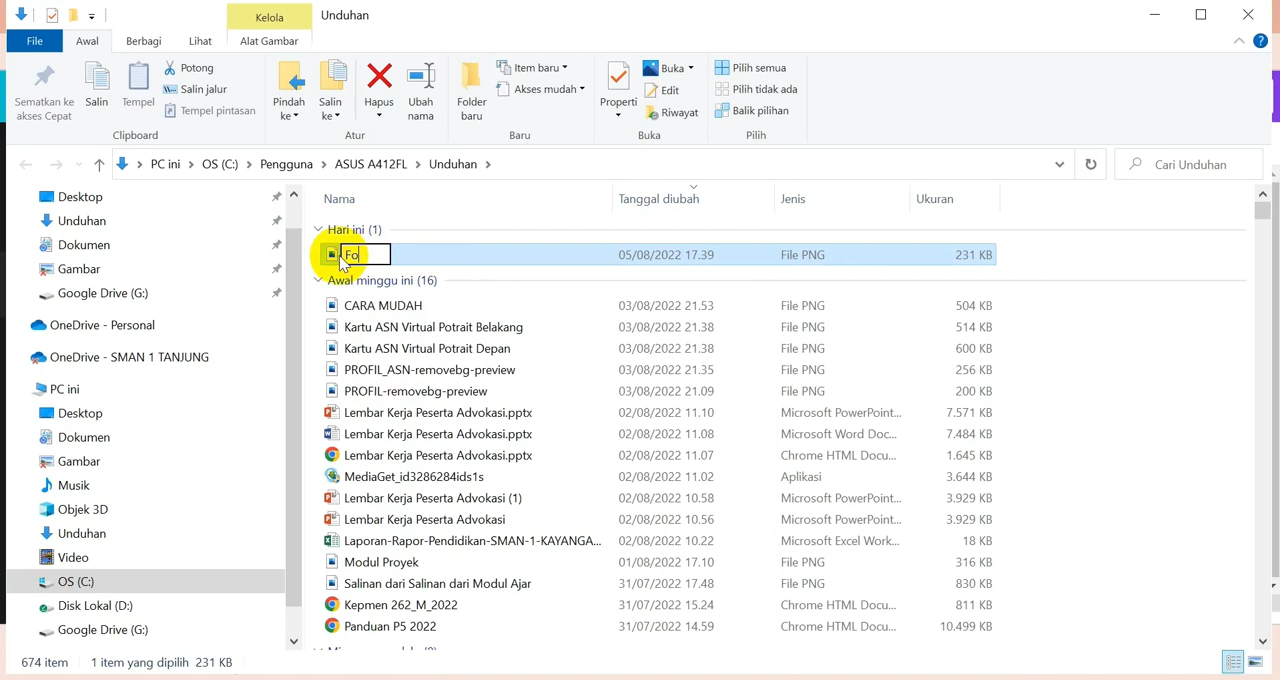 Kelola
Unduhan
File
Awal
Berbagi
Lihat
Alat Gambar
Sematkan ke
akses Cepat
Salin
Tempel
Potong
Salin jalur
Tempel pintasan
Clipboard
Pindah
ke
Salin
ke
Hapus
Ubah
nama
Atur
Folder
baru
Item baru
Akses mudah
Baru
Properti
Buka
Edit
Riwayat
Buka
Pilih semua
Pilih tidak ada
Balik pilihan
Pilih
PC ini > OS (C:) > Pengguna > ASUS A412FL > Unduhan >
Cari Unduhan
Desktop
Unduhan
Dokumen
Gambar
Google Drive (G:)
OneDrive - Personal
OneDrive - SMAN 1 TANJUNG
PC ini
Desktop
Dokumen
Gambar
Musik
Objek 3D
Unduhan
Video
OS (C:)
Disk Lokal (D:)
Google Drive (G:)
Nama Tanggal diubah Jenis Ukuran
Hari ini (1)
Fo 05/08/2022 17.39 File PNG 231 KB
Awal minggu ini (16)
CARA MUDAH 03/08/2022 21.53 File PNG 504 KB
Kartu ASN Virtual Potrait Belakang 03/08/2022 21.38 File PNG 514 KB
Kartu ASN Virtual Potrait Depan 03/08/2022 21.38 File PNG 600 KB
PROFIL_ASN-removebg-preview 03/08/2022 21.35 File PNG 256 KB
PROFIL-removebg-preview 03/08/2022 21.09 File PNG 200 KB
Lembar Kerja Peserta Advokasi.pptx 02/08/2022 11.10 Microsoft PowerPoint... 7.571 KB
Lembar Kerja Peserta Advokasi.pptx 02/08/2022 11.08 Microsoft Word Doc... 7.484 KB
Lembar Kerja Peserta Advokasi.pptx 02/08/2022 11.07 Chrome HTML Docu... 1.645 KB
MediaGet_id3286284ids1s 02/08/2022 11.02 Aplikasi 3.644 KB
Lembar Kerja Peserta Advokasi (1) 02/08/2022 10.58 Microsoft PowerPoint... 3.929 KB
Lembar Kerja Peserta Advokasi 02/08/2022 10.56 Microsoft PowerPoint... 3.929 KB
Laporan-Rapor-Pendidikan-SMAN-1-KAYANGA... 02/08/2022 10.22 Microsoft Excel Work... 18 KB
Modul Proyek 01/08/2022 17.10 File PNG 316 KB
Salinan dari Salinan dari Modul Ajar 31/07/2022 17.48 File PNG 830 KB
Kepmen 262_M_2022 31/07/2022 15.24 Chrome HTML Docu... 811 KB
Panduan P5 2022 31/07/2022 14.59 Chrome HTML Docu... 10.499 KB
674 item 1 item yang dipilih 231 KB